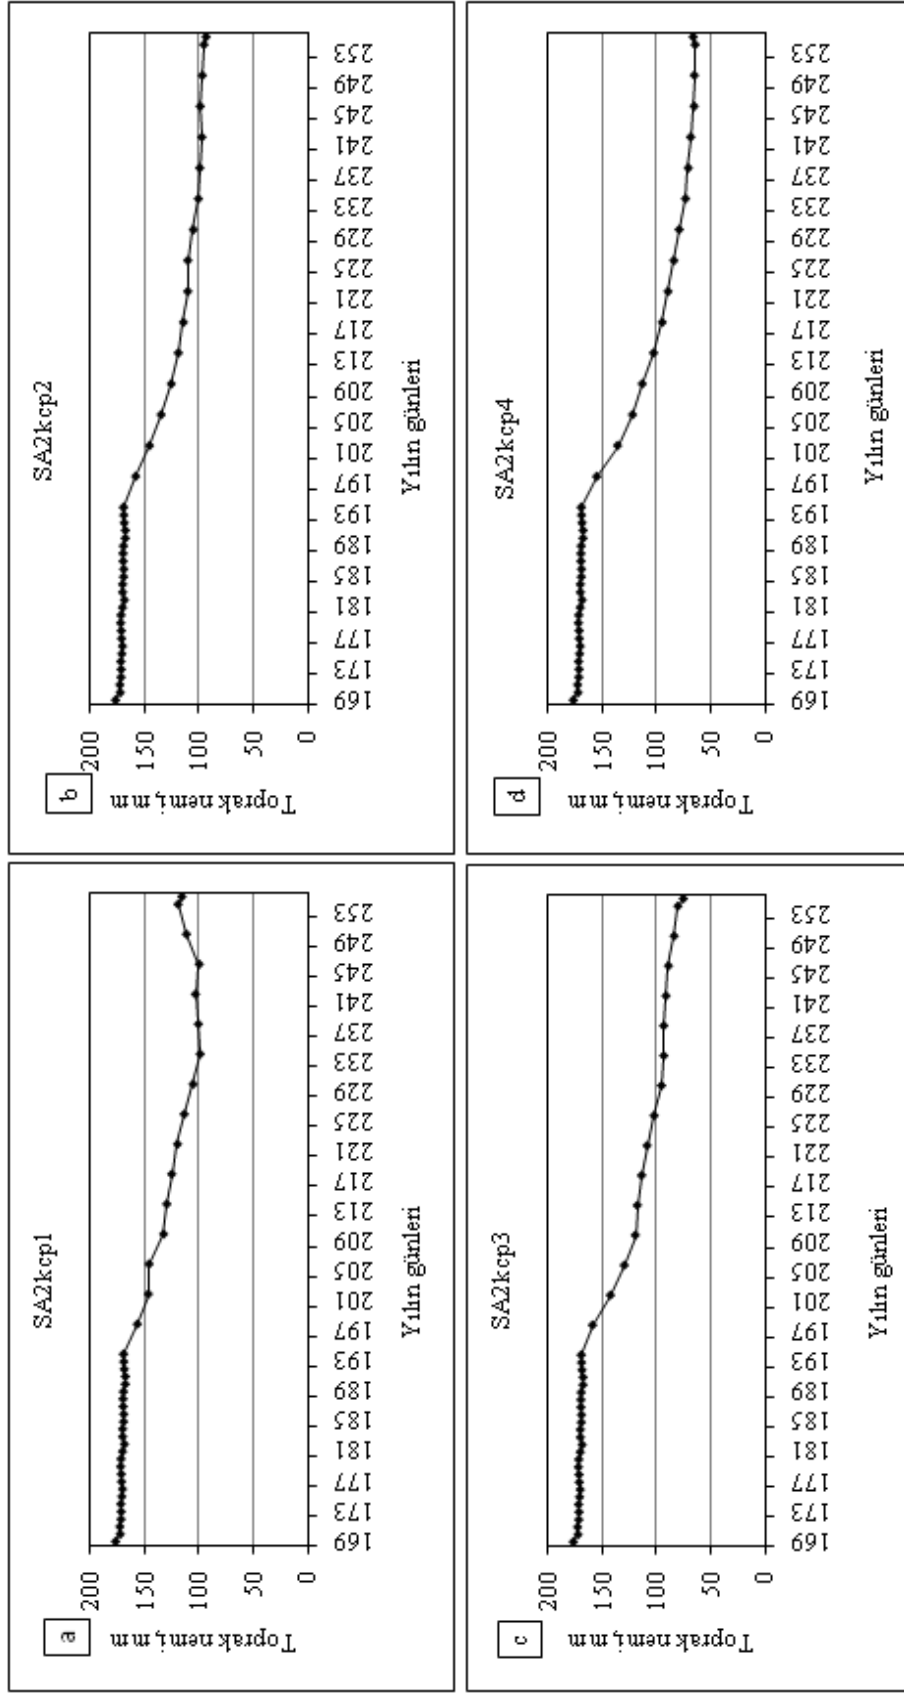 a
SA2kcp1
Toprak nemi, mm
200
150
100
50
0
169 173 177 181 185 189 193 197 201 205 209 213 217 221 225 229 233 237 241 245 249 253
Yılın günleri
b
SA2kcp2
Toprak nemi, mm
200
150
100
50
0
169 173 177 181 185 189 193 197 201 205 209 213 217 221 225 229 233 237 241 245 249 253
Yılın günleri
c
SA2kcp3
Toprak nemi, mm
200
150
100
50
0
169 173 177 181 185 189 193 197 201 205 209 213 217 221 225 229 233 237 241 245 249 253
Yılın günleri
d
SA2kcp4
Toprak nemi, mm
200
150
100
50
0
169 173 177 181 185 189 193 197 201 205 209 213 217 221 225 229 233 237 241 245 249 253
Yılın günleri